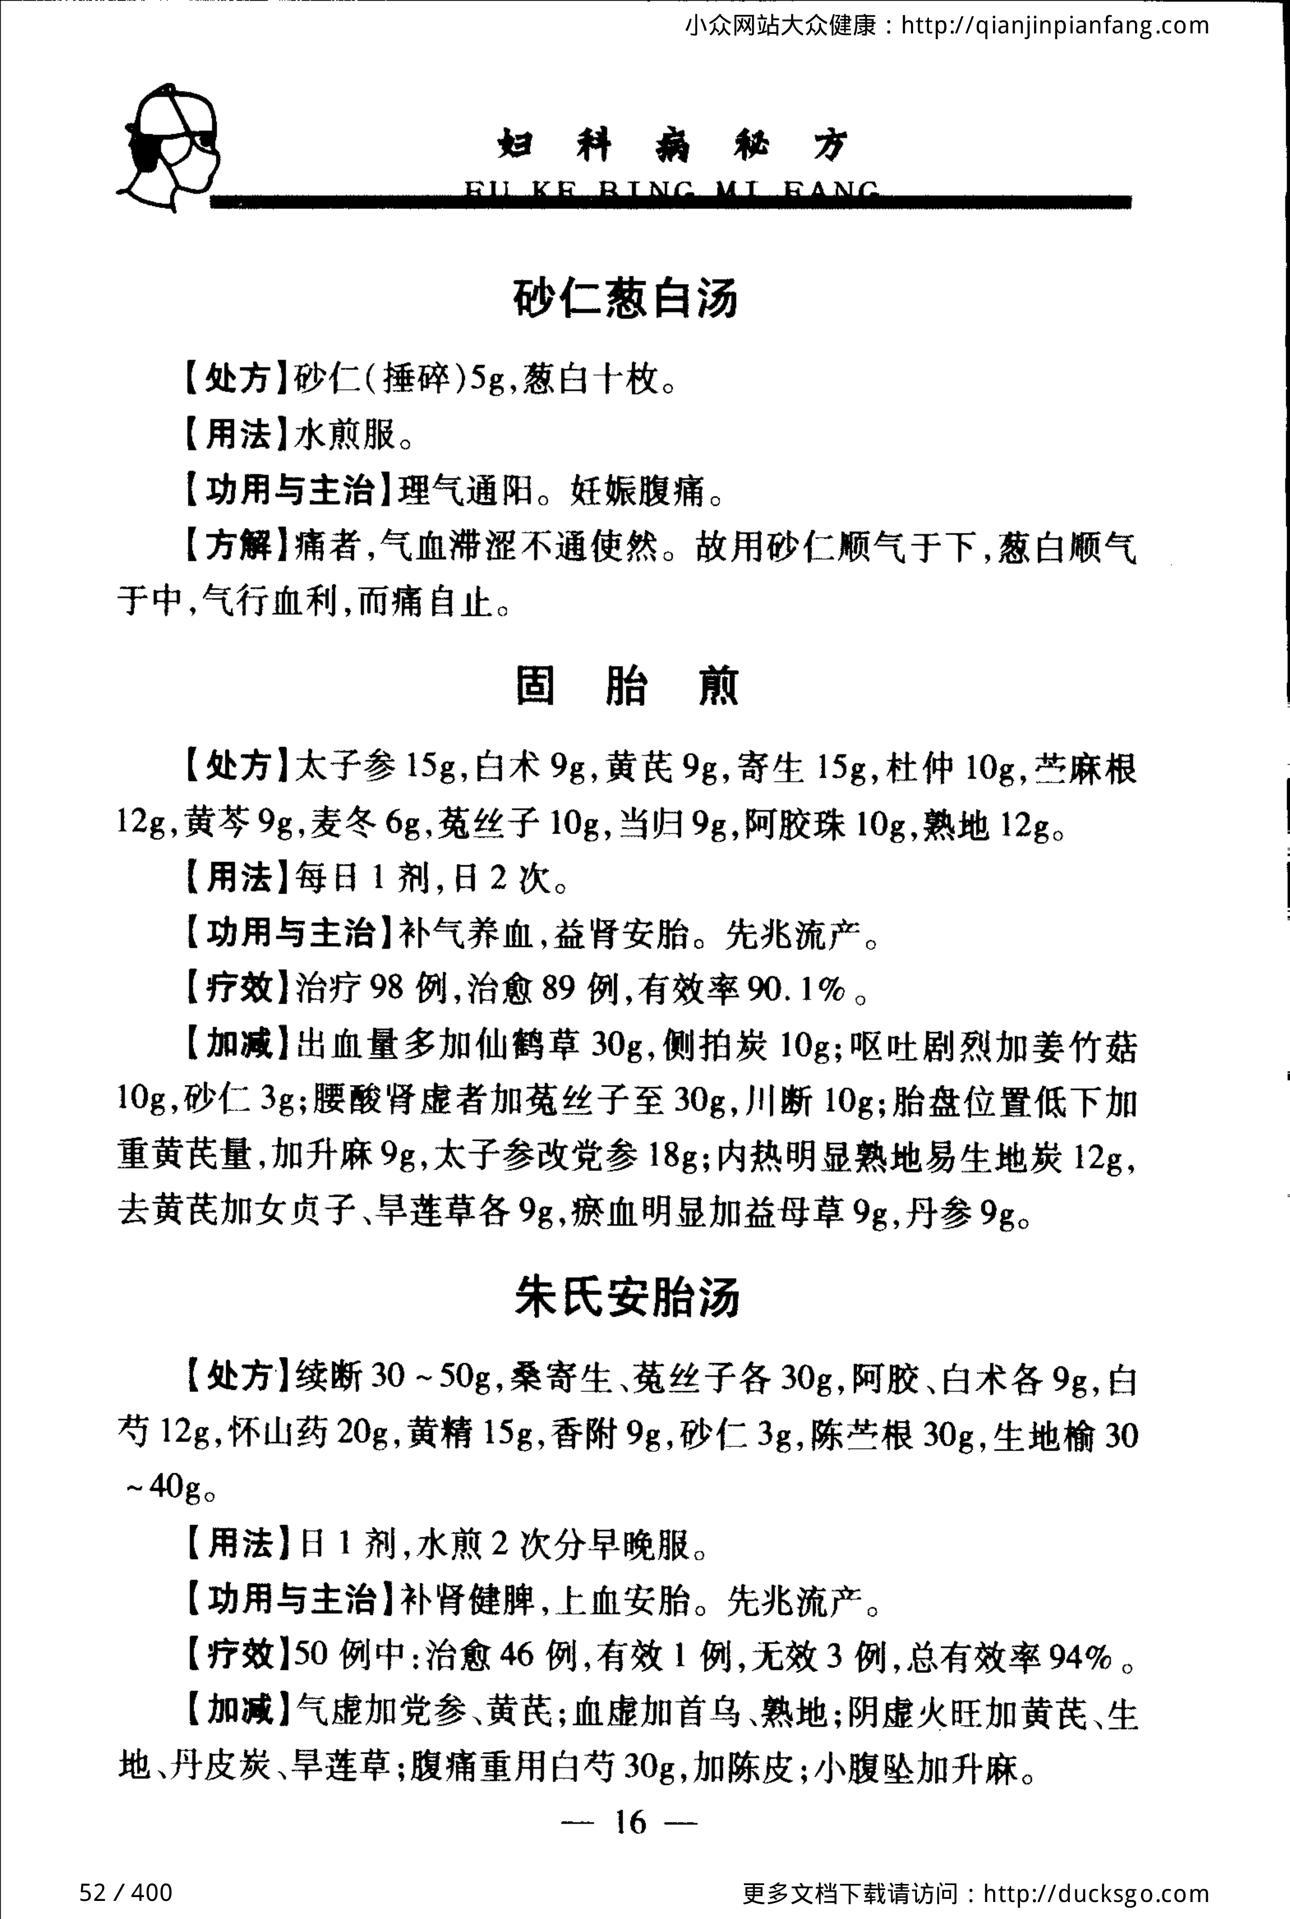 小众网站大众健康：http://qianjinpianfang.com
妇科病秘方
FU KE BING MI FANG
砂仁葱白汤
【处方】砂仁(捶碎)5g,葱白十枚。
【用法】水煎服。
【功用与主治】理气通阳。妊娠腹痛。
【方解】痛者,气血滞涩不通使然。故用砂仁顺气于下,葱白顺气
于中,气行血利,而痛自止。
固胎煎
【处方】太子参 15g,白术 9g,黄芪 9g,寄生 15g,杜仲 10g,苎麻根
12g,黄芩 9g,麦冬 6g,菟丝子 10g,当归 9g,阿胶珠 10g,熟地 12g。
【用法】每日 1 剂,日 2 次。
【功用与主治】补气养血,益肾安胎。先兆流产。
【疗效】治疗 98 例,治愈 89 例,有效率 90.1%。
【加减】出血量多加仙鹤草 30g,侧拍炭 10g;呕吐剧烈加姜竹菇
10g,砂仁 3g;腰酸肾虚者加菟丝子至 30g,川断 10g;胎盘位置低下加
重黄芪量,加升麻 9g,太子参改党参 18g;内热明显熟地易生地炭 12g,
去黄芪加女贞子、旱莲草各 9g,瘀血明显加益母草 9g,丹参 9g。
朱氏安胎汤
【处方】续断 30～50g,桑寄生、菟丝子各 30g,阿胶、白术各 9g,白
芍 12g,怀山药 20g,黄精 15g,香附 9g,砂仁 3g,陈苎根 30g,生地榆 30
～40g。
【用法】日 1 剂,水煎 2 次分早晚服。
【功用与主治】补肾健脾,上血安胎。先兆流产。
【疗效】50 例中:治愈 46 例,有效 1 例,无效 3 例,总有效率 94%。
【加减】气虚加党参、黄芪;血虚加首乌、熟地;阴虚火旺加黄芪、生
地、丹皮炭、旱莲草;腹痛重用白芍 30g,加陈皮;小腹坠加升麻。
— 16 —
52 / 400
更多文档下载请访问：http://ducksgo.com